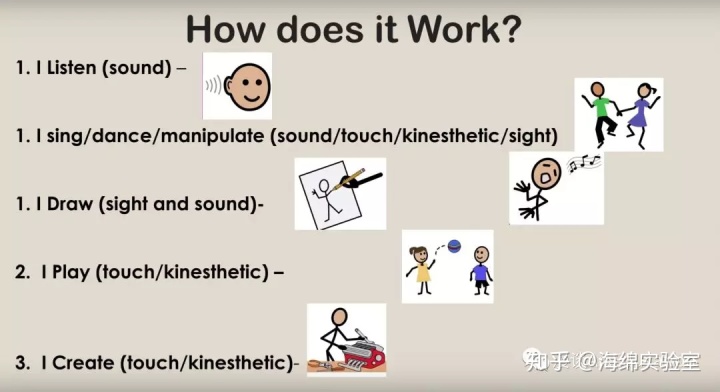 How does it Work?
1. I Listen (sound) –
1. I sing/dance/manipulate (sound/touch/kinesthetic/sight)
1. I Draw (sight and sound)-
2. I Play (touch/kinesthetic) –
3. I Create (touch/kinesthetic)-
知乎 @海绵实验室